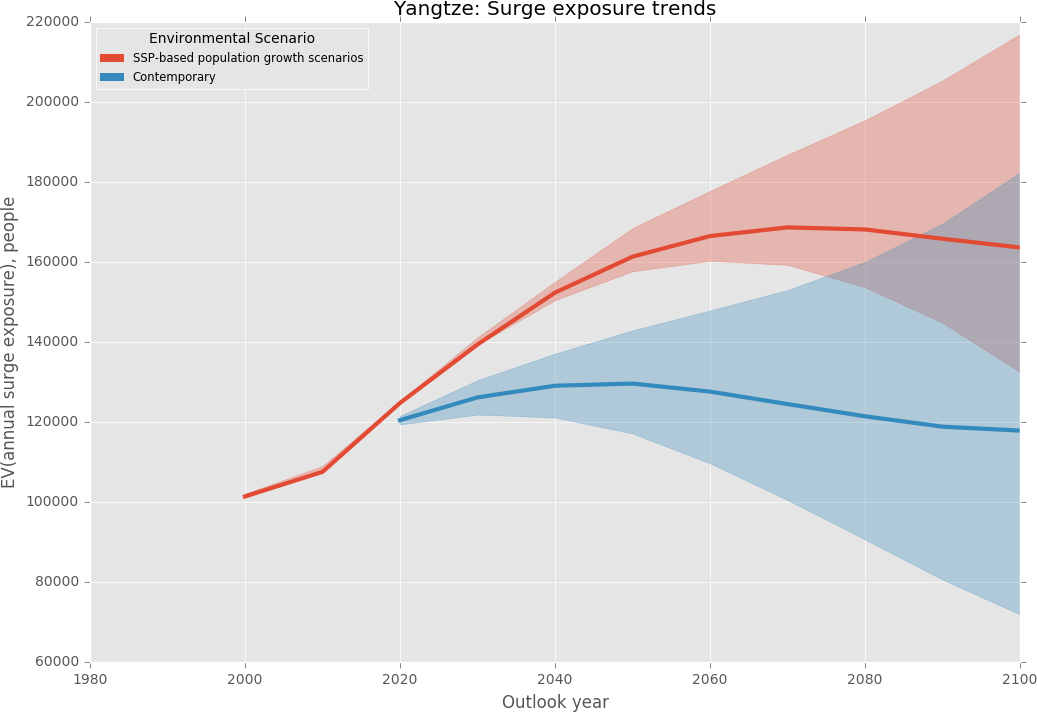 Yangtze: Surge exposure trends
220000
200000
180000
160000
140000
120000
100000
80000
60000
EV(annual surge exposure), people
Environmental Scenario
SSP-based population growth scenarios
Contemporary
1980 2000 2020 2040 2060 2080 2100
Outlook year